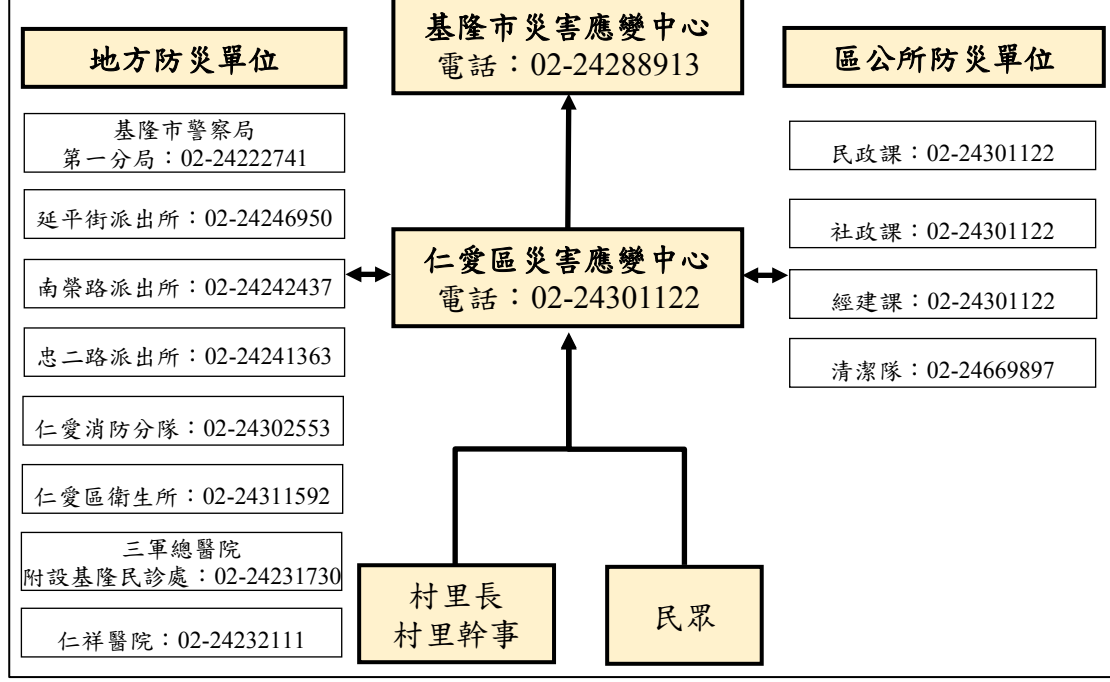 基隆市災害應變中心
電話：02-24288913
地方防災單位
基隆市警察局
第一分局：02-24222741
延平街派出所：02-24246950
南榮路派出所：02-24242437
忠二路派出所：02-24241363
仁愛消防分隊：02-24302553
仁愛區衛生所：02-24311592
三軍總醫院
附設基隆民診處：02-24231730
仁祥醫院：02-24232111
仁愛區災害應變中心
電話：02-24301122
村里長
村里幹事
民眾
區公所防災單位
民政課：02-24301122
社政課：02-24301122
經建課：02-24301122
清潔隊：02-24669897